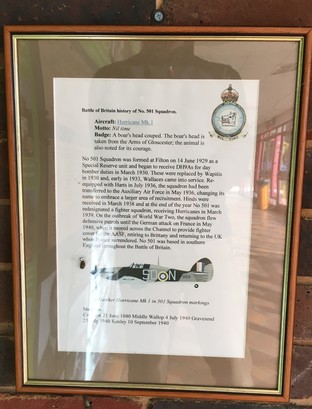 Battle of Britain history of No. 501 Squadron.
Aircraft: Hurricane Mk.I
Motto: Nil time
Badge: A boar's head couped. The boar's head is
taken from the Arms of Gloucester; the animal is
also noted for its courage.
No 501 Squadron was formed at Filton on 14 June 1929 as a
Special Reserve unit and began to receive DH9As for day
bomber duties in March 1930. These were replaced by Wapitis
in 1930 and, early in 1933, Wallaces came into service. Re-
equipped with Harts in July 1936, the squadron had been
transferred to the Auxiliary Air Force in May 1936, changing its
name to embrace a larger area of recruitment. Hinds were
received in March 1938 and at the end of the year No 501 was
redesignated a fighter squadron, receiving Hurricanes in March
1939. On the outbreak of World War Two, the squadron flew
defensive patrols until the German attack on France in May
1940, when it moved across the Channel to provide fighter
cover the AASF, retiring to Brittany and returning to the UK
when surrendered. No 501 was based in southern
England throughout the Battle of Britain.
SD N
Hurricane Mk 1 in 501 Squadron markings
21 June 1940 Middle Wallop 4 July 1940 Gravesend
25 July 1940 Kenley 10 September 1940